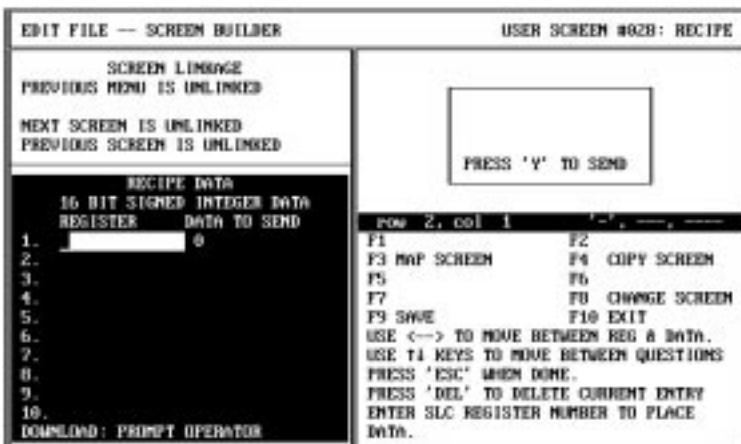 EDIT FILE -- SCREEN BUILDER USER SCREEN #028: RECIPE
SCREEN LINKAGE
PREVIOUS MENU IS UNLINKED
NEXT SCREEN IS UNLINKED
PREVIOUS SCREEN IS UNLINKED
RECIPE DATA
16 BIT SIGNED INTEGER DATA
REGISTER DATA TO SEND
1. 0
2.
3.
4.
5.
6.
7.
8.
9.
10.
DOWNLOAD: PROMPT OPERATOR
PRESS 'Y' TO SEND
row 2, col 1 '-', ---, ----
F1 F2
F3 MAP SCREEN F4 COPY SCREEN
F5 F6
F7 F8 CHANGE SCREEN
F9 SAVE F10 EXIT
USE <--> TO MOVE BETWEEN REG & DATA.
USE ↑↓ KEYS TO MOVE BETWEEN QUESTIONS
PRESS 'ESC' WHEN DONE.
PRESS 'DEL' TO DELETE CURRENT ENTRY
ENTER SLC REGISTER NUMBER TO PLACE
DATA.